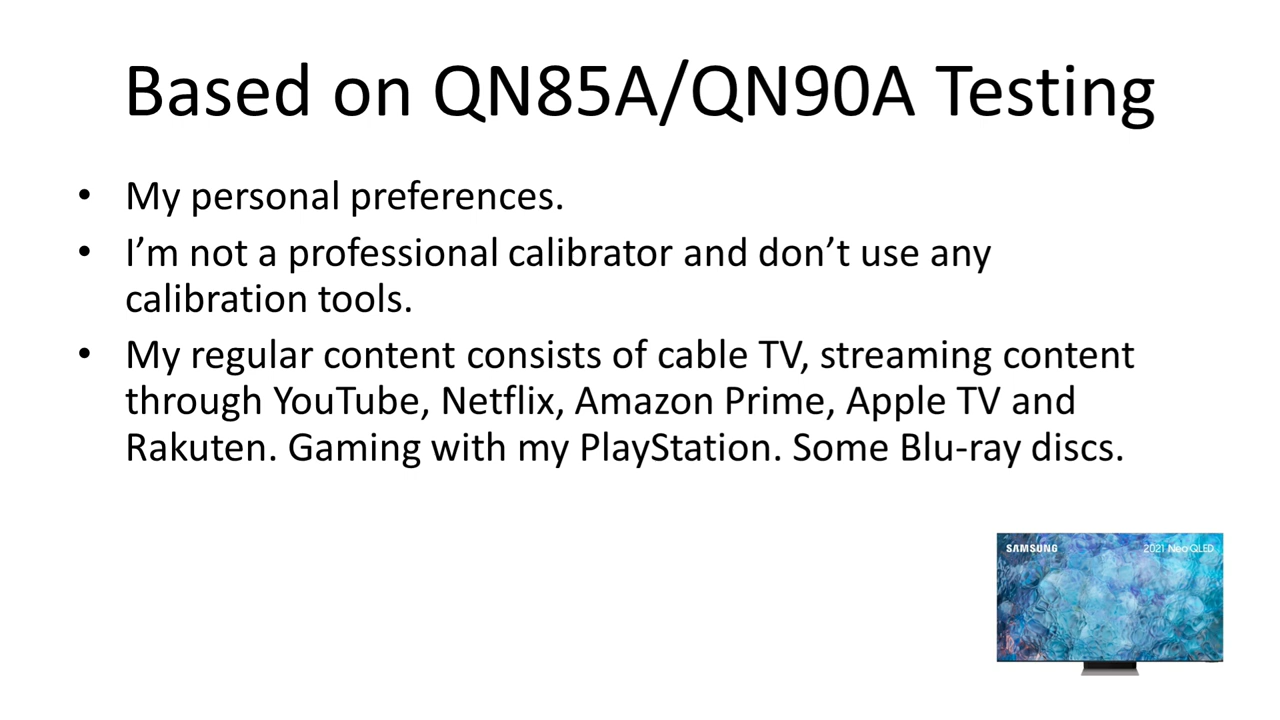 Based on QN85A/QN90A Testing
• My personal preferences.
• I’m not a professional calibrator and don’t use any
calibration tools.
• My regular content consists of cable TV, streaming content
through YouTube, Netflix, Amazon Prime, Apple TV and
Rakuten. Gaming with my PlayStation. Some Blu-ray discs.
SAMSUNG
2021 Neo QLED